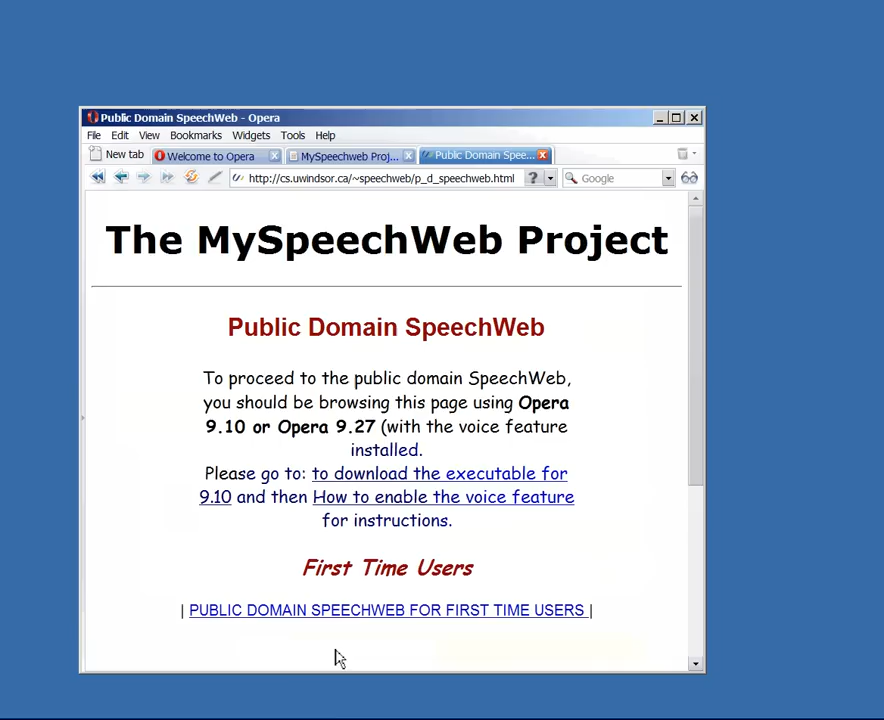 Public Domain SpeechWeb - Opera
File Edit View Bookmarks Widgets Tools Help
New tab Welcome to Opera MySpeechweb Proj... Public Domain Spee...
http://cs.uwindsor.ca/~speechweb/p_d_speechweb.html ? Google
The MySpeechWeb Project
Public Domain SpeechWeb
To proceed to the public domain SpeechWeb,
you should be browsing this page using Opera
9.10 or Opera 9.27 (with the voice feature
installed.
Please go to: to download the executable for
9.10 and then How to enable the voice feature
for instructions.
First Time Users
| PUBLIC DOMAIN SPEECHWEB FOR FIRST TIME USERS |